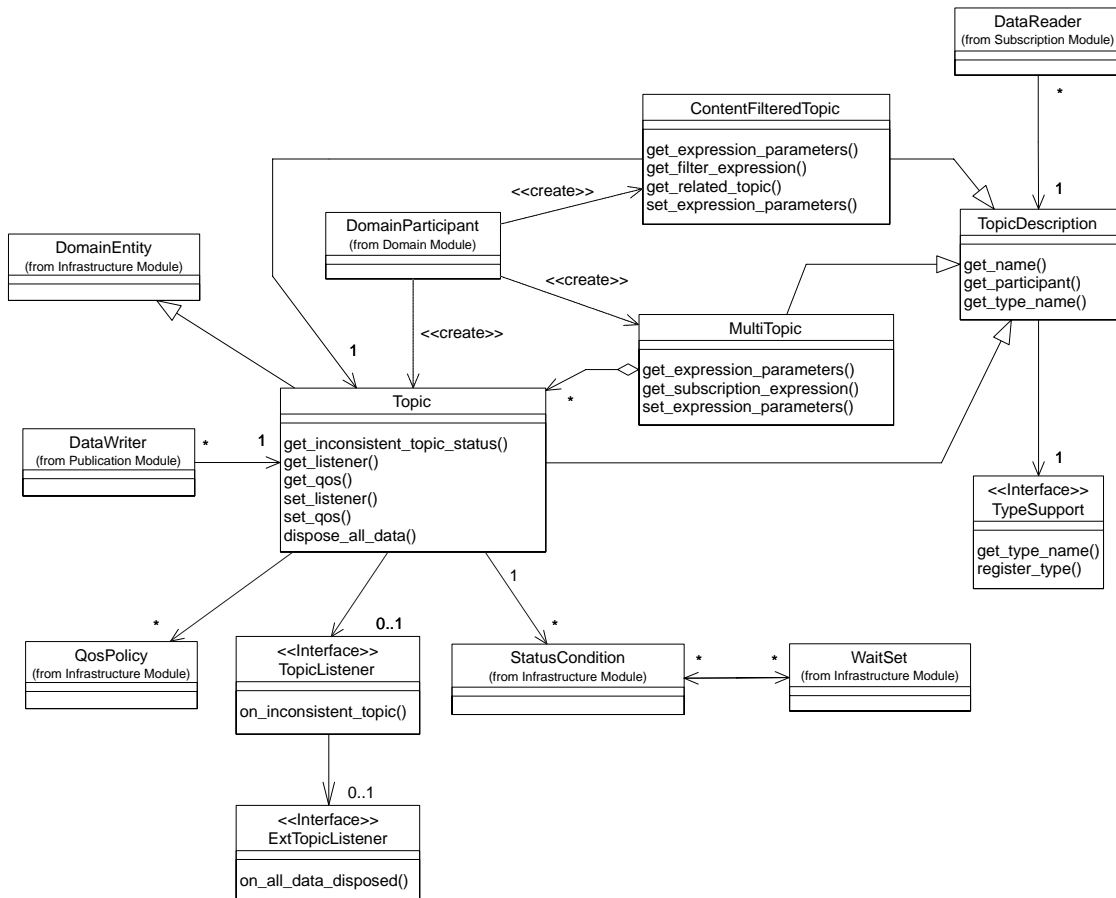 DataReader
(from Subscription Module)
*
1
ContentFilteredTopic
get_expression_parameters()
get_filter_expression()
get_related_topic()
set_expression_parameters()
<<create>>
DomainParticipant
(from Domain Module)
<<create>>
<<create>>
TopicDescription
get_name()
get_participant()
get_type_name()
DomainEntity
(from Infrastructure Module)
MultiTopic
get_expression_parameters()
get_subscription_expression()
set_expression_parameters()
1
*
Topic
get_inconsistent_topic_status()
get_listener()
get_qos()
set_listener()
set_qos()
dispose_all_data()
DataWriter
(from Publication Module)
*
1
1
<<Interface>>
TypeSupport
get_type_name()
register_type()
*
0..1
1
*
QosPolicy
(from Infrastructure Module)
<<Interface>>
TopicListener
on_inconsistent_topic()
StatusCondition
(from Infrastructure Module)
*
*
WaitSet
(from Infrastructure Module)
0..1
<<Interface>>
ExtTopicListener
on_all_data_disposed()